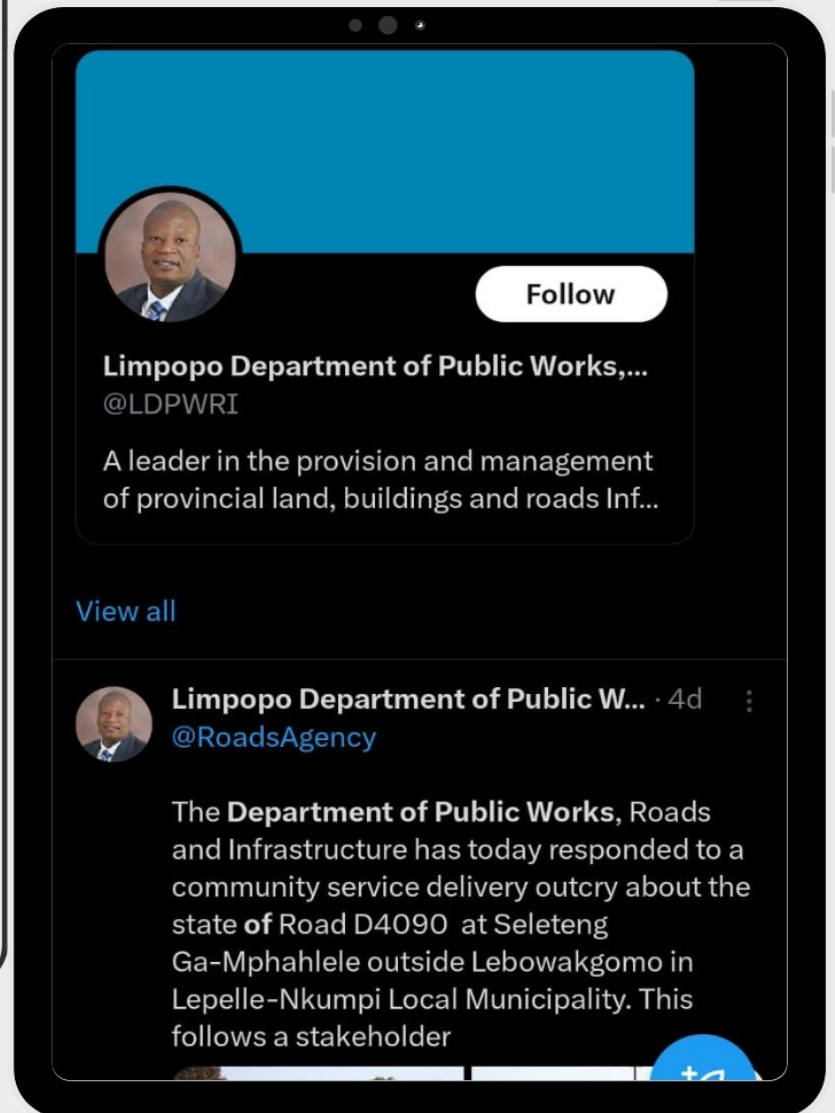 Follow
Limpopo Department of Public Works,...
@LDPWRI
A leader in the provision and management
of provincial land, buildings and roads Inf...
View all
Limpopo Department of Public W... · 4d
@RoadsAgency
The Department of Public Works, Roads
and Infrastructure has today responded to a
community service delivery outcry about the
state of Road D4090 at Seleteng
Ga-Mphahlele outside Lebowakgomo in
Lepelle-Nkumpi Local Municipality. This
follows a stakeholder